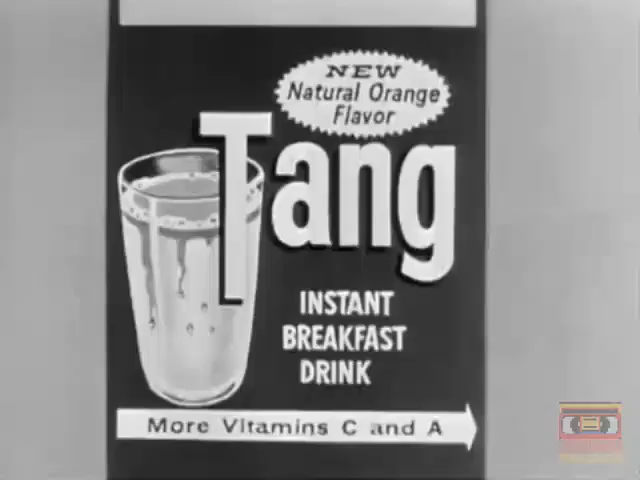 NEW
Natural Orange
Flavor
Tang
INSTANT
BREAKFAST
DRINK
More Vitamins C and A